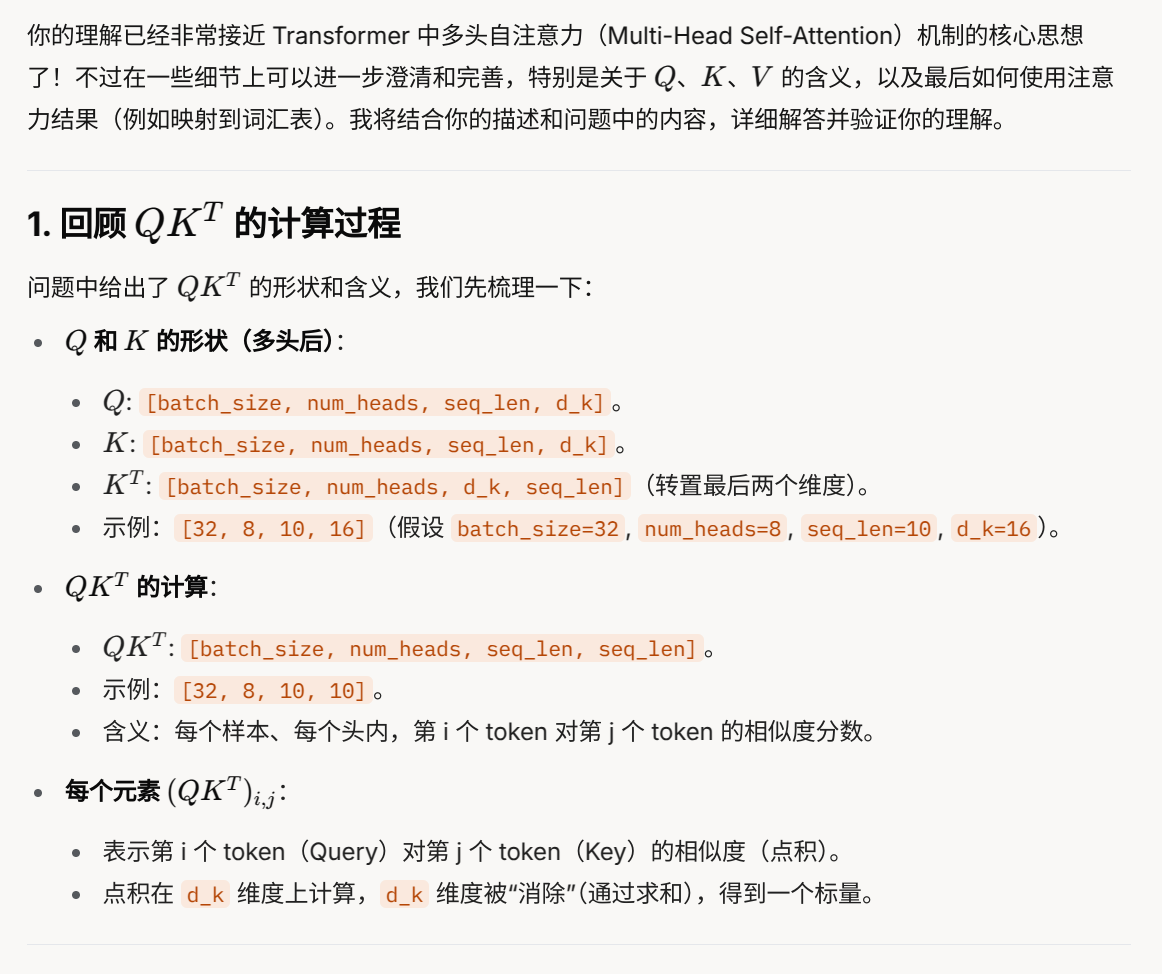 你的理解已经非常接近 Transformer 中多头自注意力（Multi-Head Self-Attention）机制的核心思想
了！不过在一些细节上可以进一步澄清和完善，特别是关于 Q、K、V 的含义，以及最后如何使用注意
力结果（例如映射到词汇表）。我将结合你的描述和问题中的内容，详细解答并验证你的理解。
1. 回顾 QK^T 的计算过程
问题中给出了 QK^T 的形状和含义，我们先梳理一下：
• Q 和 K 的形状（多头后）：
• Q: [batch_size, num_heads, seq_len, d_k]。
• K: [batch_size, num_heads, seq_len, d_k]。
• K^T: [batch_size, num_heads, d_k, seq_len]（转置最后两个维度）。
• 示例：[32, 8, 10, 16]（假设 batch_size=32, num_heads=8, seq_len=10, d_k=16）。
• QK^T 的计算：
• QK^T: [batch_size, num_heads, seq_len, seq_len]。
• 示例：[32, 8, 10, 10]。
• 含义：每个样本、每个头内，第 i 个 token 对第 j 个 token 的相似度分数。
• 每个元素 (QK^T)_{i,j}：
• 表示第 i 个 token（Query）对第 j 个 token（Key）的相似度（点积）。
• 点积在 d_k 维度上计算，d_k 维度被“消除”（通过求和），得到一个标量。